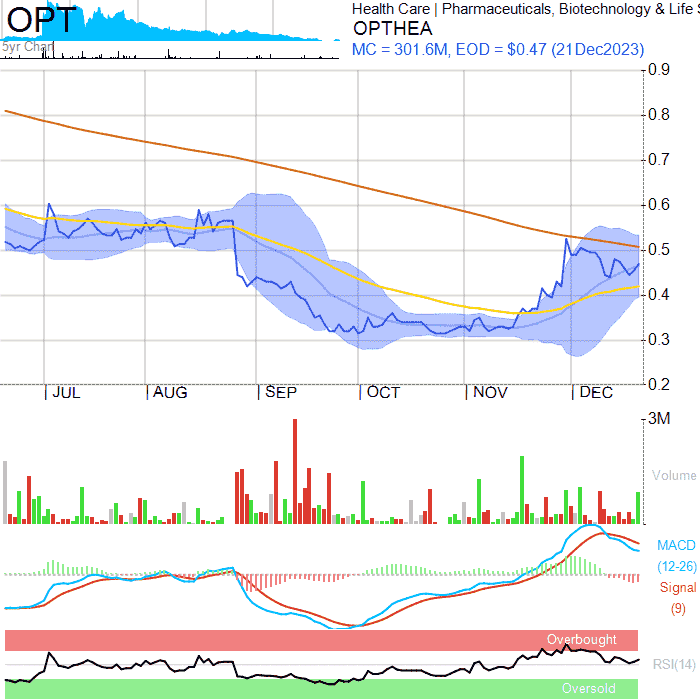 OPT
5yr Chart
Health Care | Pharmaceuticals, Biotechnology & Life S
OPTHEA
MC = 301.6M, EOD = $0.47 (21Dec2023)
0.9
0.8
0.7
0.6
0.5
0.4
0.3
0.2
JUL AUG SEP OCT NOV DEC
3M
Volume
MACD
(12-26)
Signal
(9)
Overbought
RSI(14)
Oversold